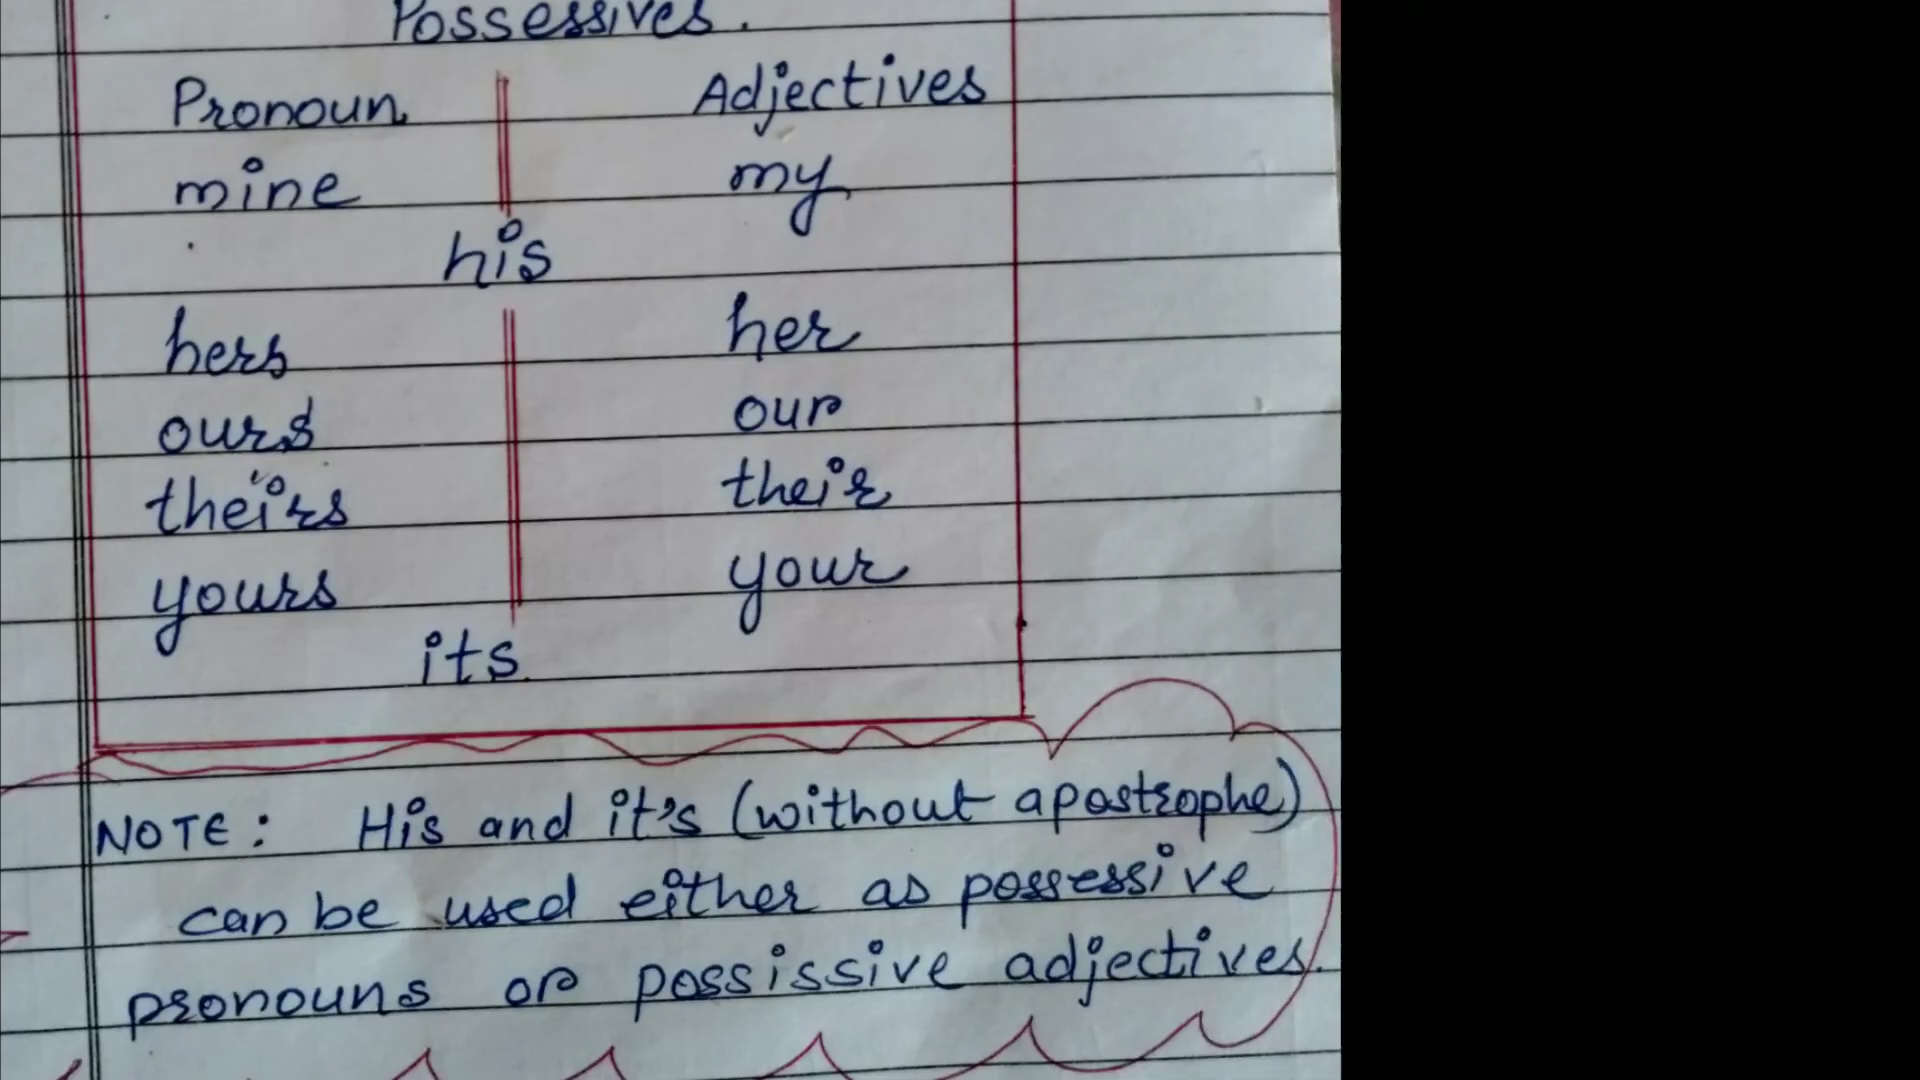 Possessives.
Pronoun Adjectives
mine my
his
hers her
ours our
theirs their
yours your
its
NOTE: His and it's (without apostrophe)
can be used either as possessive
pronouns or possissive adjectives.